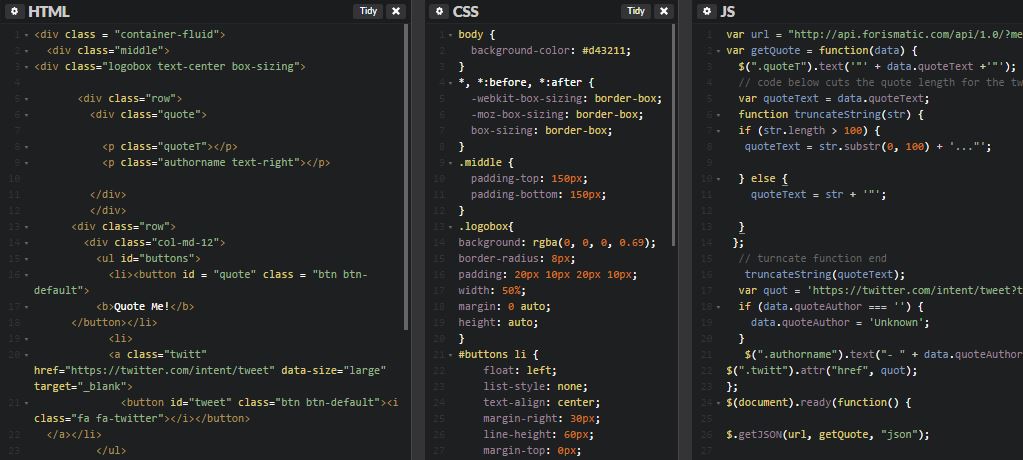 HTML
Tidy
1 <div class = "container-fluid">
2 <div class="middle">
3 <div class="logobox text-center box-sizing">
4
5 <div class="row">
6 <div class="quote">
7
8 <p class="quoteT"></p>
9 <p class="authorname text-right"></p>
10
11 </div>
12 </div>
13 <div class="row">
14 <div class="col-md-12">
15 <ul id="buttons">
16 <li><button id = "quote" class = "btn btn-
default">
17 <b>Quote Me!</b>
18 </button></li>
19 <li>
20 <a class="twitt"
href="https://twitter.com/intent/tweet" data-size="large"
target="_blank">
21 <button id="tweet" class="btn btn-default"><i
class="fa fa-twitter"></i></button>
22 </a></li>
23 </ul>
CSS
Tidy
1 body {
2 background-color: #d43211;
3 }
4 *, *:before, *:after {
5 -webkit-box-sizing: border-box;
6 -moz-box-sizing: border-box;
7 box-sizing: border-box;
8 }
9 .middle {
10 padding-top: 150px;
11 padding-bottom: 150px;
12 }
13 .logobox{
14 background: rgba(0, 0, 0, 0.69);
15 border-radius: 8px;
16 padding: 20px 10px 20px 10px;
17 width: 50%;
18 margin: 0 auto;
19 height: auto;
20 }
21 #buttons li {
22 float: left;
23 list-style: none;
24 text-align: center;
25 margin-right: 30px;
26 line-height: 60px;
27 margin-top: 0px;
JS
1 var url = "http://api.forismatic.com/api/1.0/?me
2 var getQuote = function(data) {
3 $(".quoteT").text('"' + data.quoteText +'"');
4 // code below cuts the quote length for the tw
5 var quoteText = data.quoteText;
6 function truncateString(str) {
7 if (str.length > 100) {
8 quoteText = str.substr(0, 100) + '..."';
9
10 } else {
11 quoteText = str + '"';
12
13 }
14 };
15 // turncate function end
16 truncateString(quoteText);
17 var quot = 'https://twitter.com/intent/tweet?t
18 if (data.quoteAuthor === '') {
19 data.quoteAuthor = 'Unknown';
20 }
21 $(".authorname").text("- " + data.quoteAuthor
22 $(".twitt").attr("href", quot);
23 };
24 $(document).ready(function() {
25
26 $.getJSON(url, getQuote, "json");
27